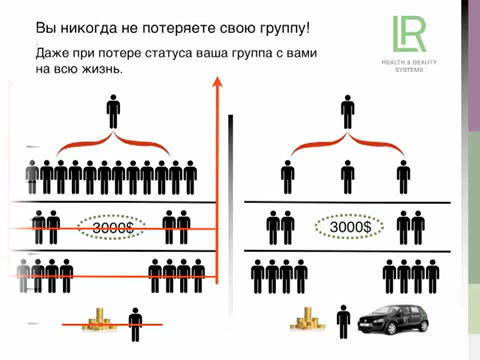 Вы никогда не потеряете свою группу!
Даже при потере статуса ваша группа с вами
на всю жизнь.
LR
HEALTH & BEAUTY
SYSTEMS
3000$
3000$